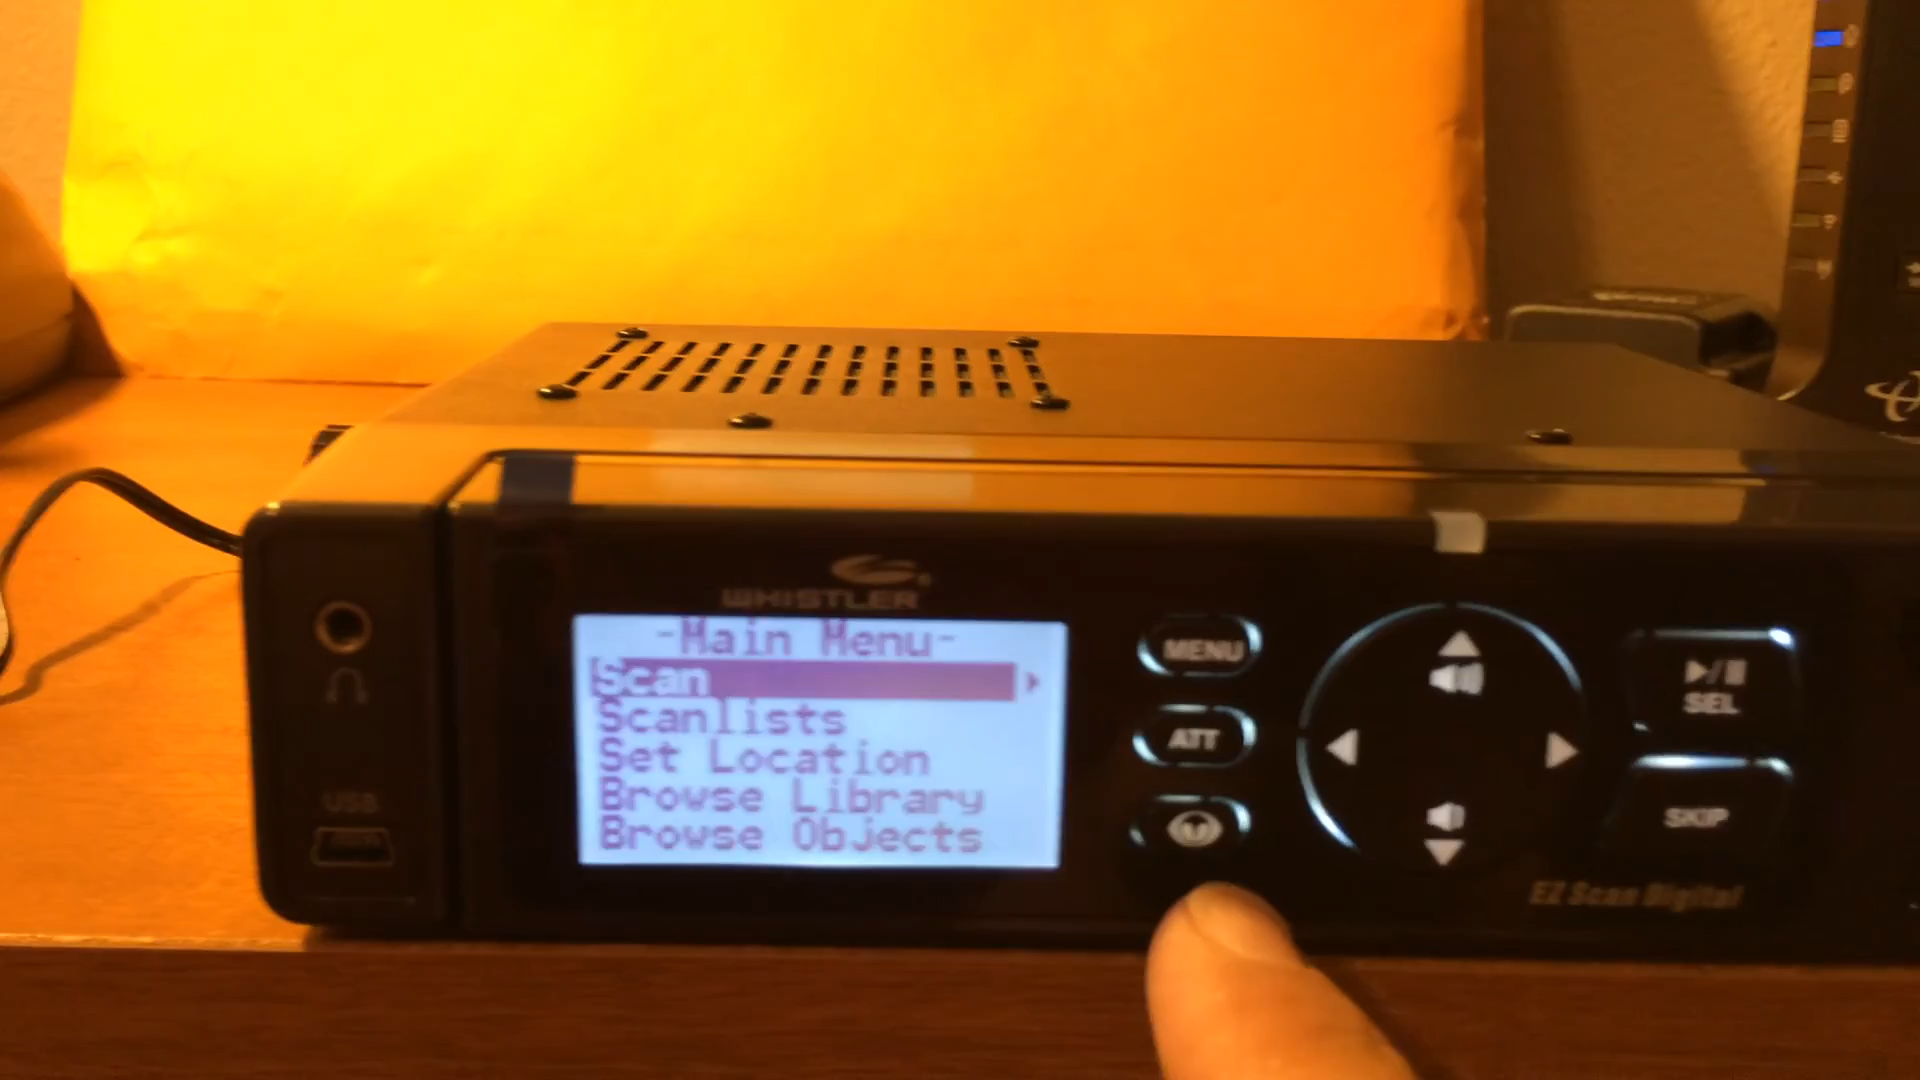 WHISTLER
-Main Menu-
Scan
Scanlists
Set Location
Browse Library
Browse Objects
MENU
ATT
SEL
SKIP
USB
EZ Scan Digital